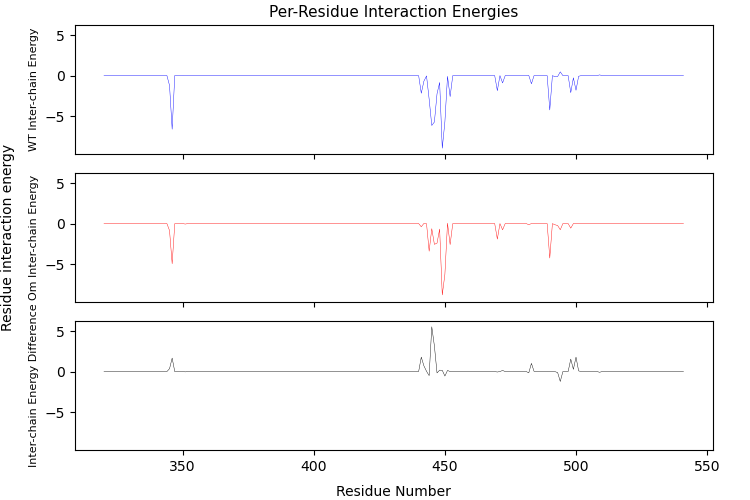 Per-Residue Interaction Energies
Residue interaction energy
WT Inter-chain Energy
5
0
−5
Om Inter-chain Energy
5
0
−5
Inter-chain Energy Difference
5
0
−5
350
400
450
500
550
Residue Number